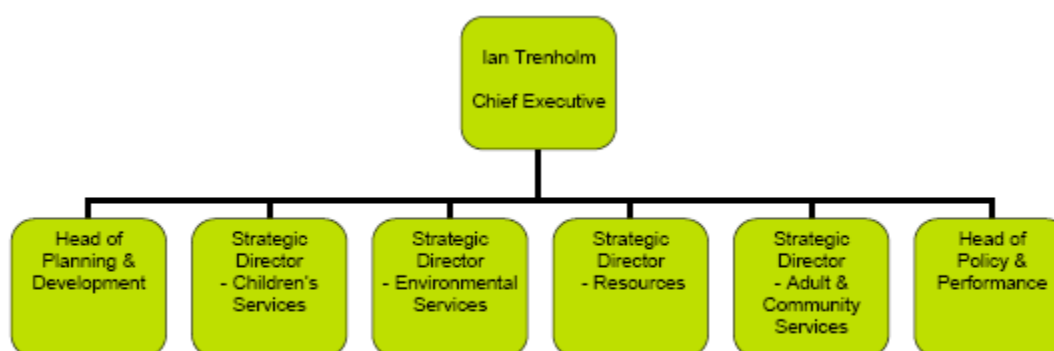 Ian Trenholm
Chief Executive
Head of
Planning &
Development
Strategic
Director
- Children's
Services
Strategic
Director
- Environmental
Services
Strategic
Director
- Resources
Strategic
Director
- Adult &
Community
Services
Head of
Policy &
Performance